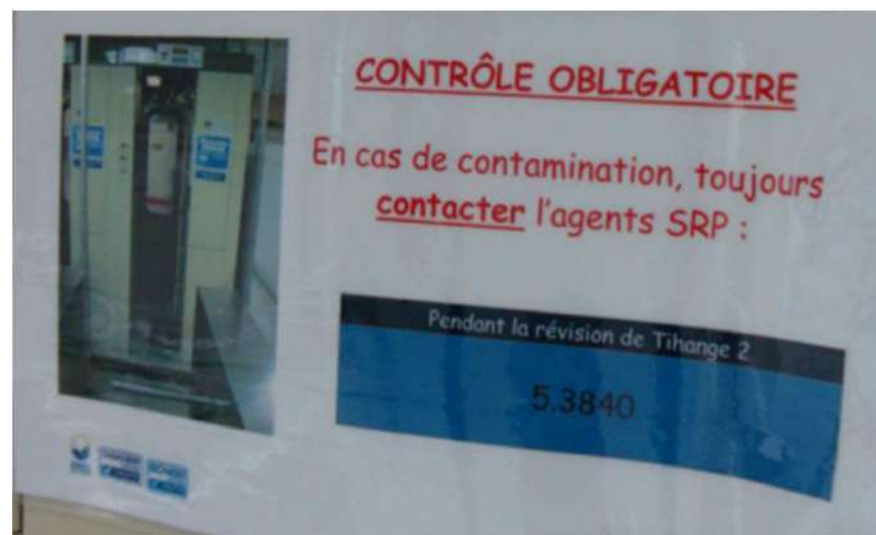 CONTRÔLE OBLIGATOIRE
En cas de contamination, toujours
contacter l'agents SRP :
Pendant la révision de Tihange 2
5.3840